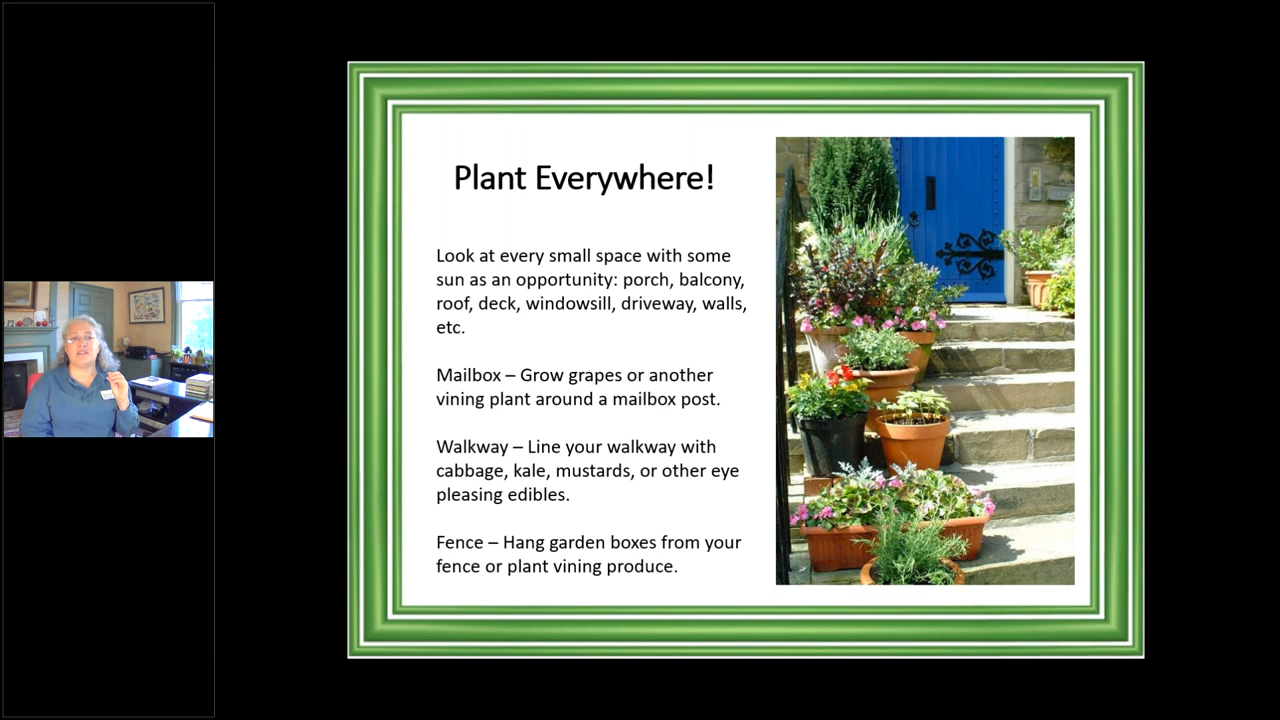 Plant Everywhere!
Look at every small space with some
sun as an opportunity: porch, balcony,
roof, deck, windowsill, driveway, walls,
etc.
Mailbox – Grow grapes or another
vining plant around a mailbox post.
Walkway – Line your walkway with
cabbage, kale, mustards, or other eye
pleasing edibles.
Fence – Hang garden boxes from your
fence or plant vining produce.